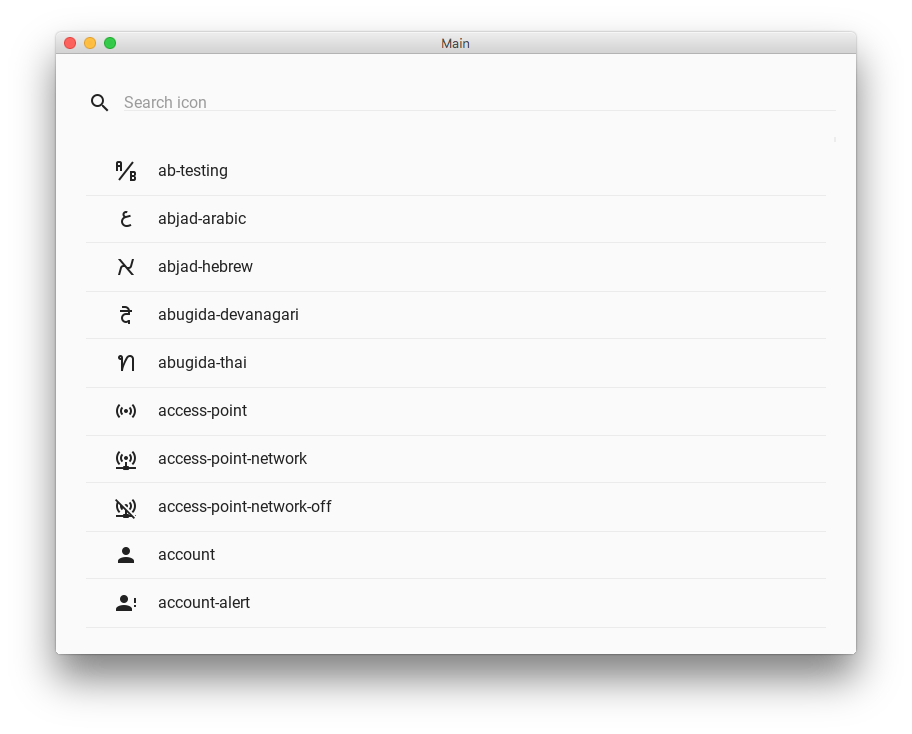 Main
Search icon
ab-testing
abjad-arabic
abjad-hebrew
abugida-devanagari
abugida-thai
access-point
access-point-network
access-point-network-off
account
account-alert